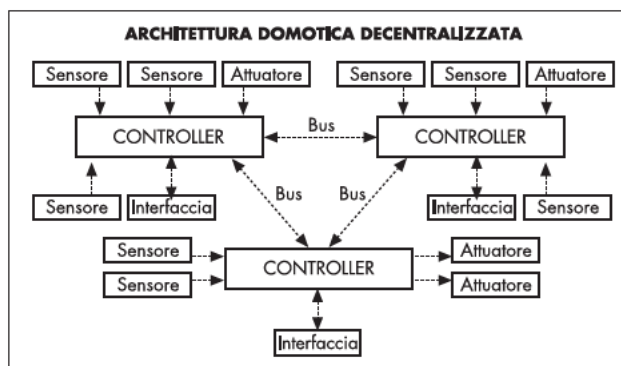 ARCHITETTURA DOMOTICA DECENTRALIZZATA
Sensore Sensore Attuatore Sensore Sensore Attuatore
Bus
CONTROLLER CONTROLLER
Bus Bus
Sensore Interfaccia Interfaccia Sensore
Sensore Attuatore
CONTROLLER
Sensore Attuatore
Interfaccia